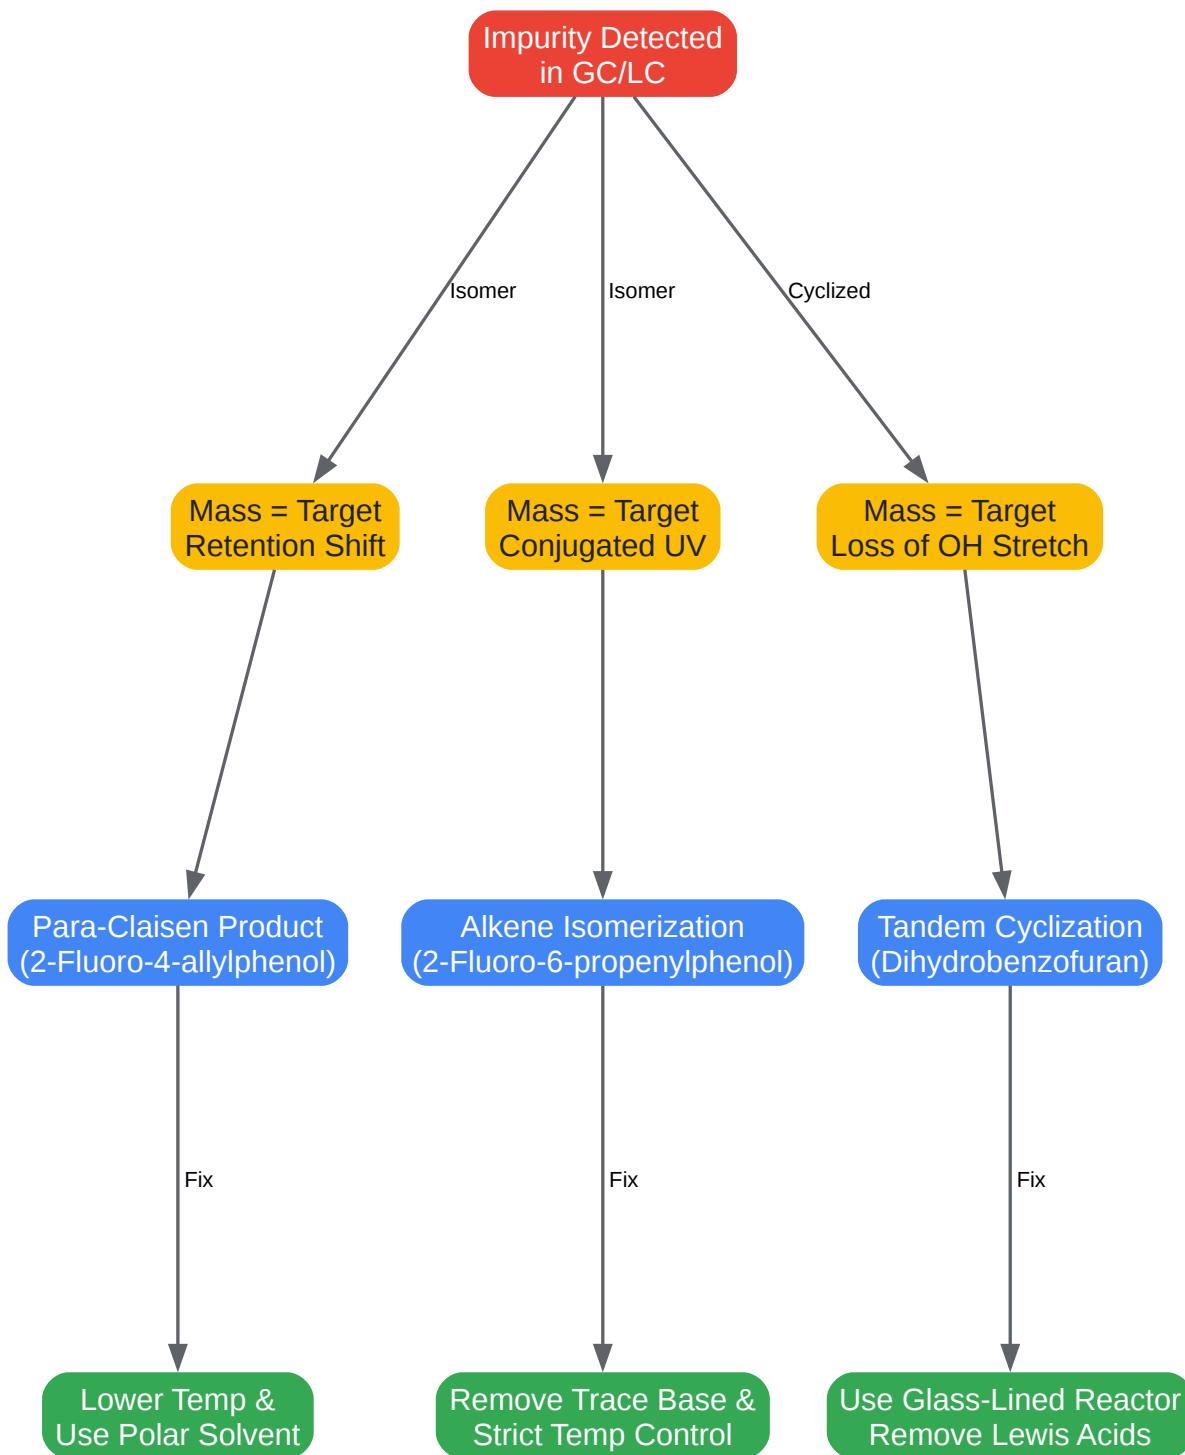 Impurity Detected
in GC/LC
Isomer
Isomer
Cyclized
Mass = Target
Retention Shift
Mass = Target
Conjugated UV
Mass = Target
Loss of OH Stretch
Para-Claisen Product
(2-Fluoro-4-allylphenol)
Alkene Isomerization
(2-Fluoro-6-propenylphenol)
Tandem Cyclization
(Dihydrobenzofuran)
Fix
Fix
Fix
Lower Temp &
Use Polar Solvent
Remove Trace Base &
Strict Temp Control
Use Glass-Lined Reactor
Remove Lewis Acids